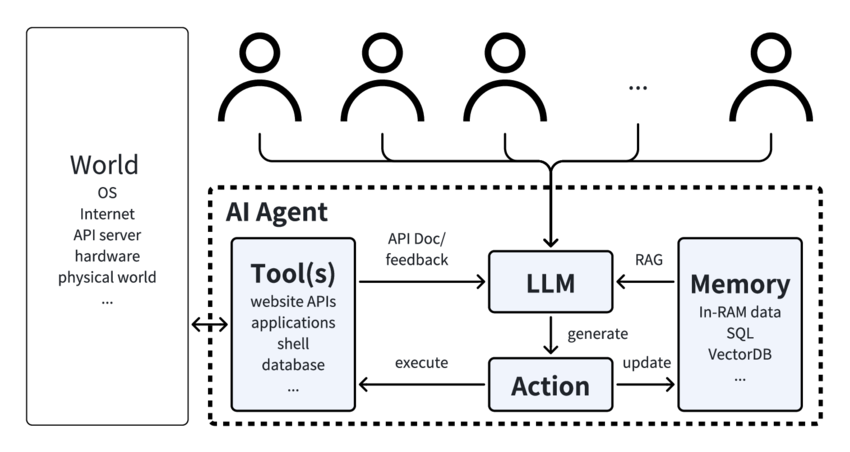 ...
World
OS
Internet
API server
hardware
physical world
...
AI Agent
Tool(s)
website APIs
applications
shell
database
...
API Doc/
feedback
LLM
RAG
Memory
In-RAM data
SQL
VectorDB
...
generate
execute
Action
update